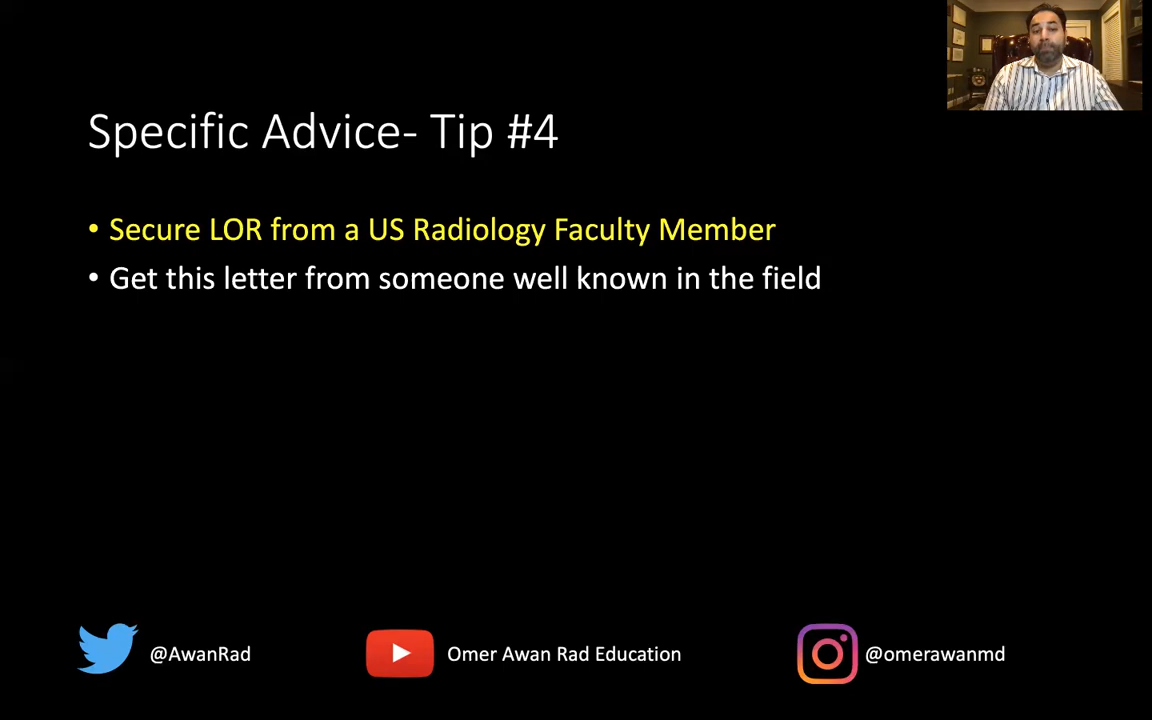 Specific Advice- Tip #4
• Secure LOR from a US Radiology Faculty Member
• Get this letter from someone well known in the field
@AwanRad
Omer Awan Rad Education
@omerawanmd